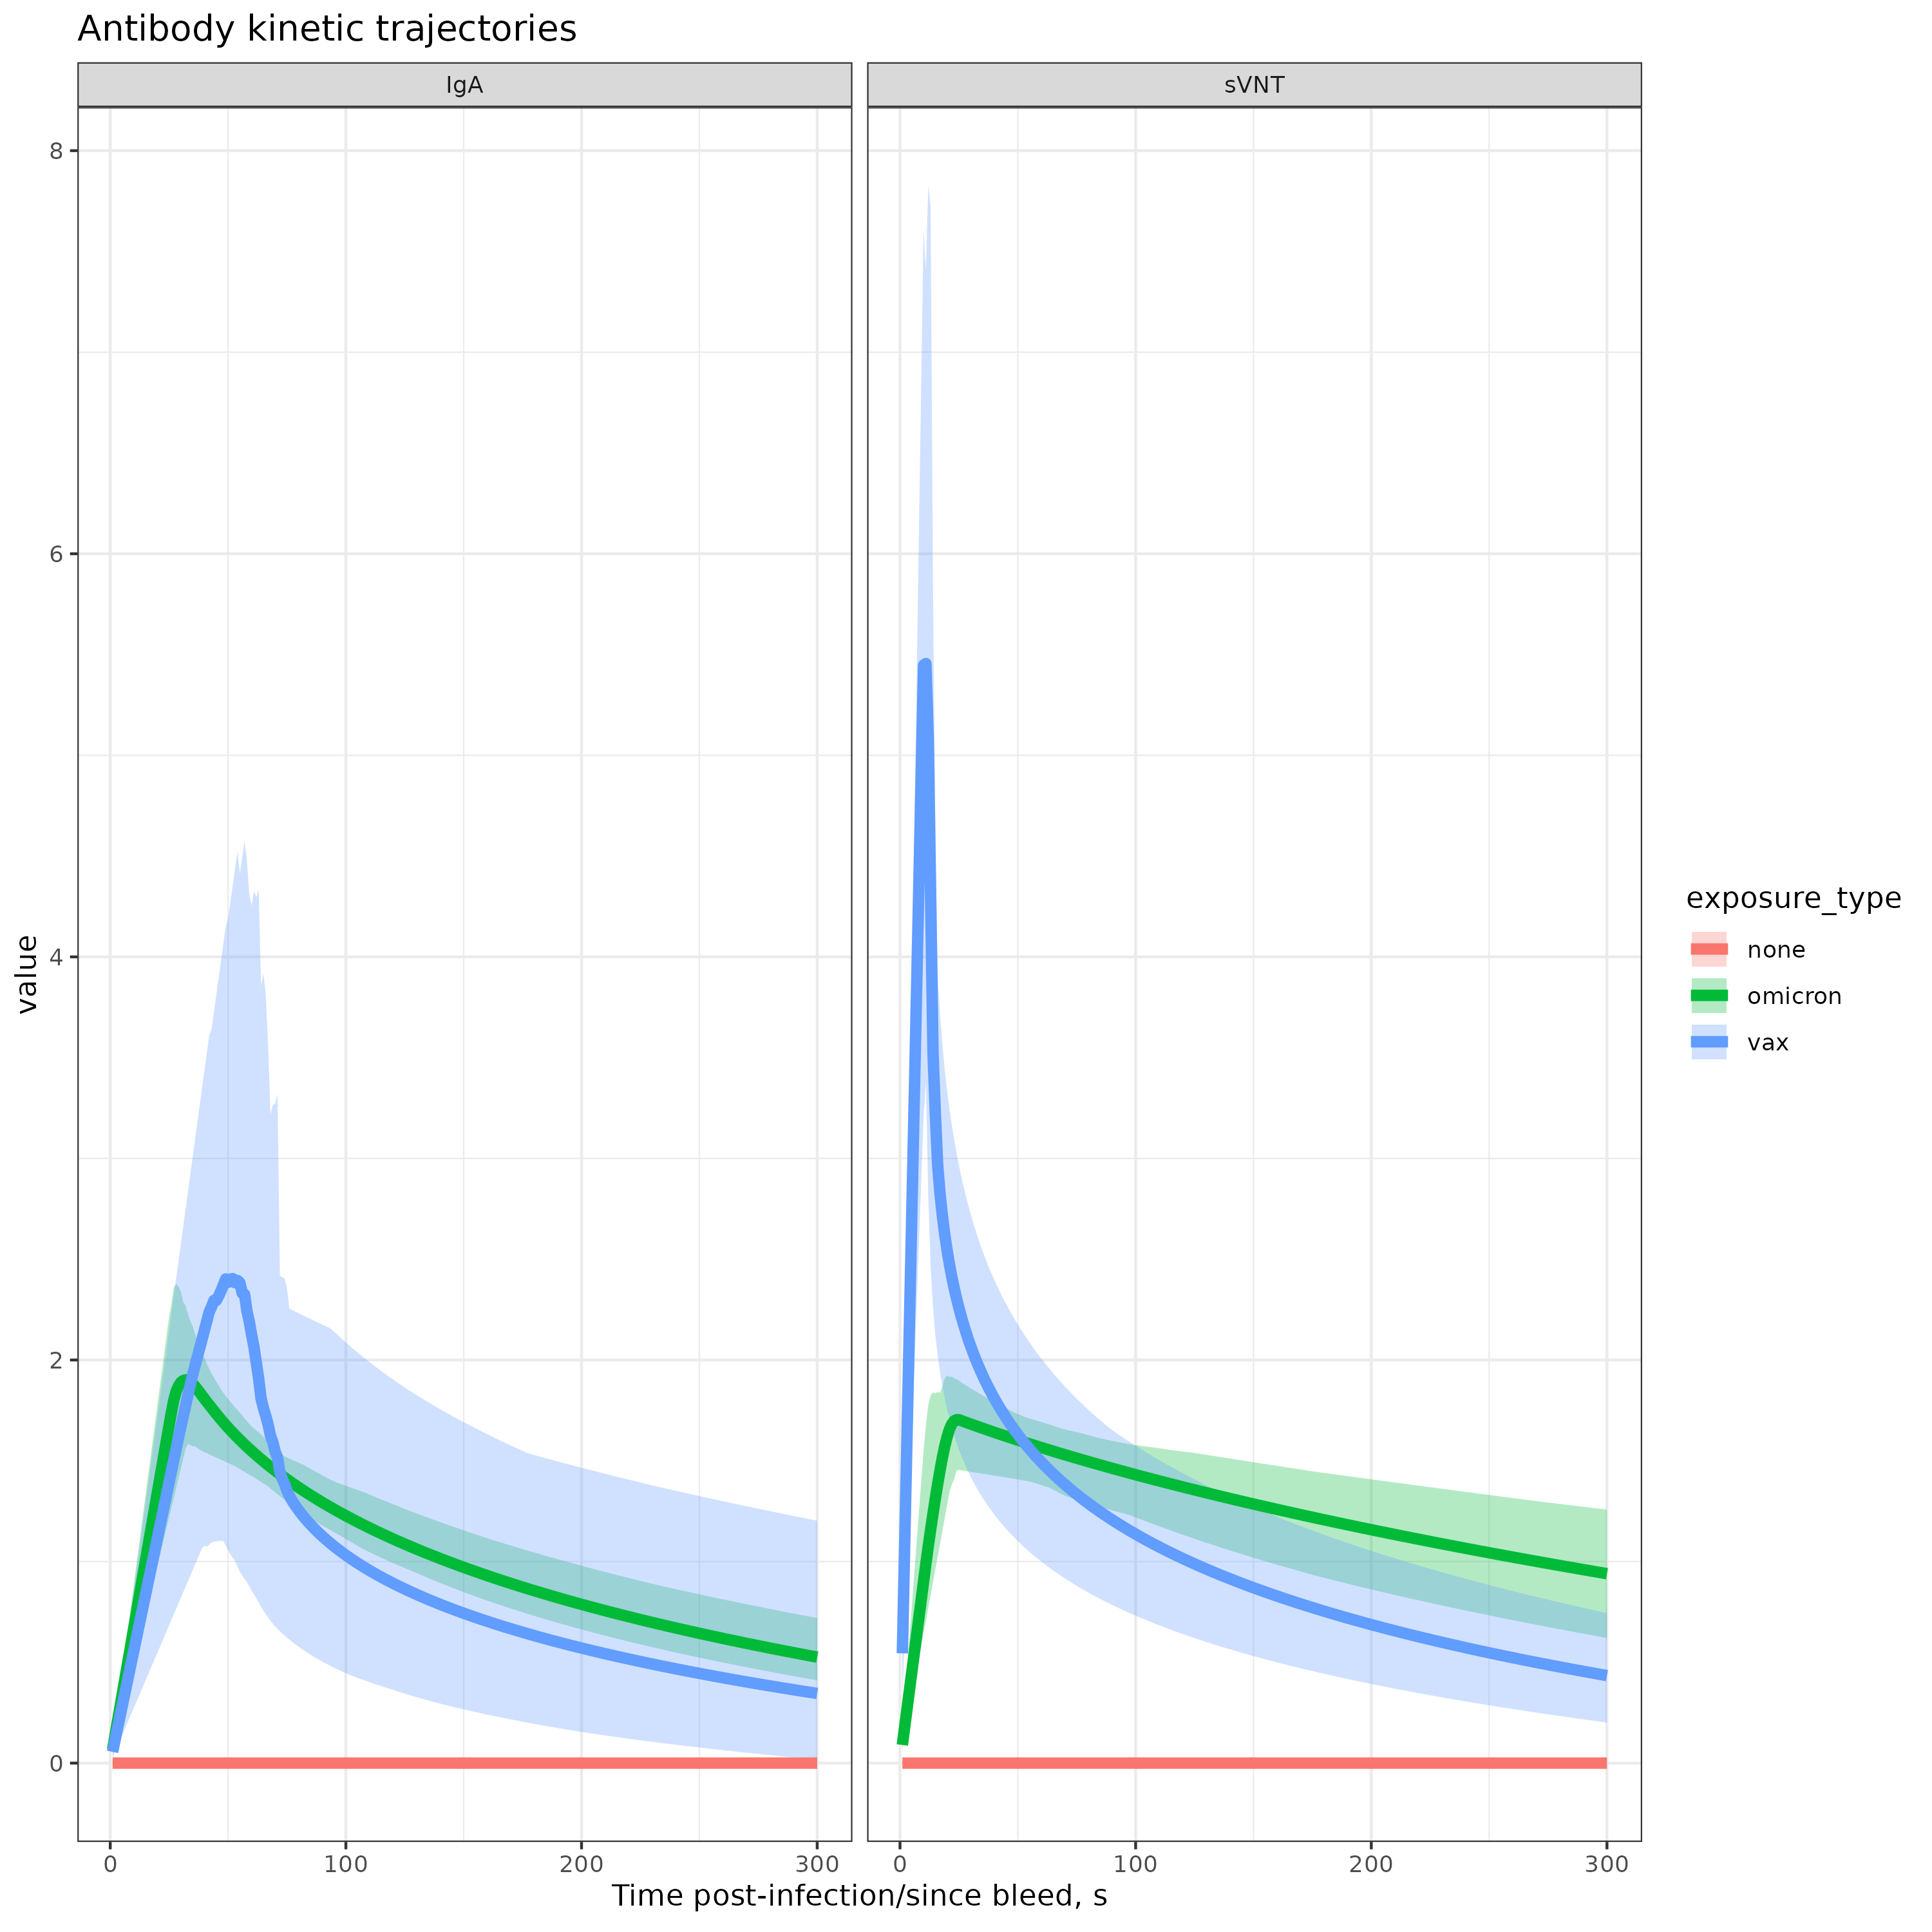 Antibody kinetic trajectories
IgA
sVNT
8
6
4
2
0
value
0
100
200
300
0
100
200
300
Time post-infection/since bleed, s
exposure_type
none
omicron
vax